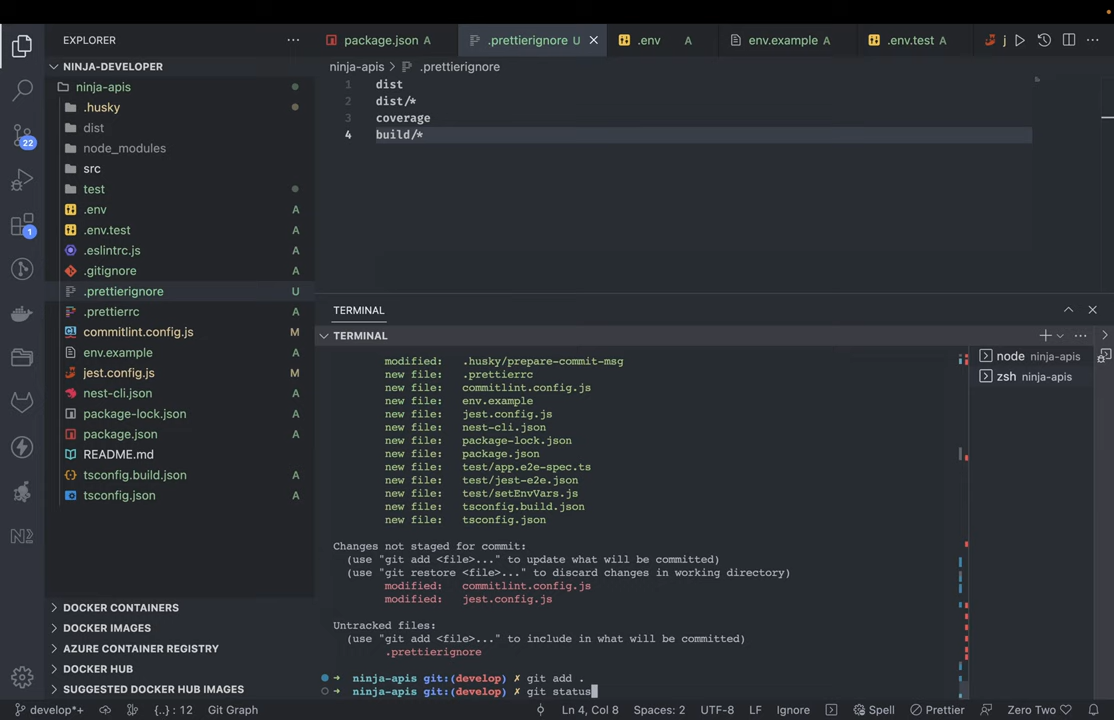 EXPLORER
NINJA-DEVELOPER
ninja-apis
.husky
dist
node_modules
src
test
.env A
.env.test A
.eslintrc.js A
.gitignore A
.prettierignore U
.prettierrc A
commitlint.config.js M
env.example A
jest.config.js M
nest-cli.json A
package-lock.json A
package.json A
README.md
tsconfig.build.json A
tsconfig.json A
DOCKER CONTAINERS
DOCKER IMAGES
AZURE CONTAINER REGISTRY
DOCKER HUB
SUGGESTED DOCKER HUB IMAGES
22
1
package.json A
.prettierignore U
.env A
env.example A
.env.test A
j
ninja-apis > .prettierignore
1 dist
2 dist/*
3 coverage
4 build/*
TERMINAL
TERMINAL
modified: .husky/prepare-commit-msg
new file: .prettierrc
new file: commitlint.config.js
new file: env.example
new file: jest.config.js
new file: nest-cli.json
new file: package-lock.json
new file: package.json
new file: test/app.e2e-spec.ts
new file: test/jest-e2e.json
new file: test/setEnvVars.js
new file: tsconfig.build.json
new file: tsconfig.json
Changes not staged for commit:
(use "git add <file>..." to update what will be committed)
(use "git restore <file>..." to discard changes in working directory)
modified: commitlint.config.js
modified: jest.config.js
Untracked files:
(use "git add <file>..." to include in what will be committed)
.prettierignore
➜ ninja-apis git:(develop) ✗ git add .
➜ ninja-apis git:(develop) ✗ git status
node ninja-apis
zsh ninja-apis
develop*+ {..} : 12 Git Graph Ln 4, Col 8 Spaces: 2 UTF-8 LF Ignore Spell Prettier Zero Two